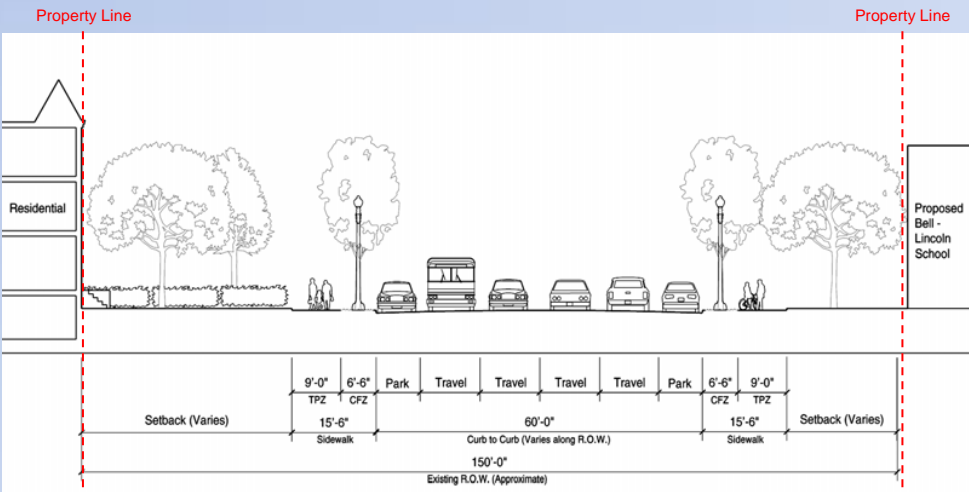 Property Line Property Line
Residential
Proposed
Bell -
Lincoln
School
9'-0" 6'-6" Park Travel Travel Travel Travel Park 6'-6" 9'-0"
TPZ CFZ CFZ TPZ
Setback (Varies) 15'-6" 60'-0" 15'-6" Setback (Varies)
Sidewalk Curb to Curb (Varies along R.O.W.) Sidewalk
150'-0"
Existing R.O.W. (Approximate)